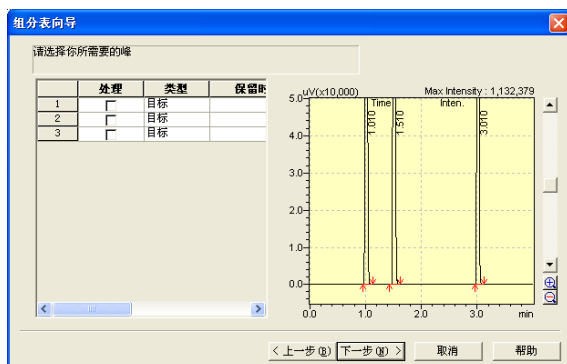 组分表向导
请选择你所需要的峰
处理 类型 保留时
1 目标
2 目标
3 目标
uV(x10,000) Max Intensity : 1,132,379
Time Inten.
5.0
4.0
3.0
2.0
1.0
0.0
1.010
1.510
3.010
0.0 1.0 2.0 3.0 min
< 上一步(B) 下一步(N) > 取消 帮助